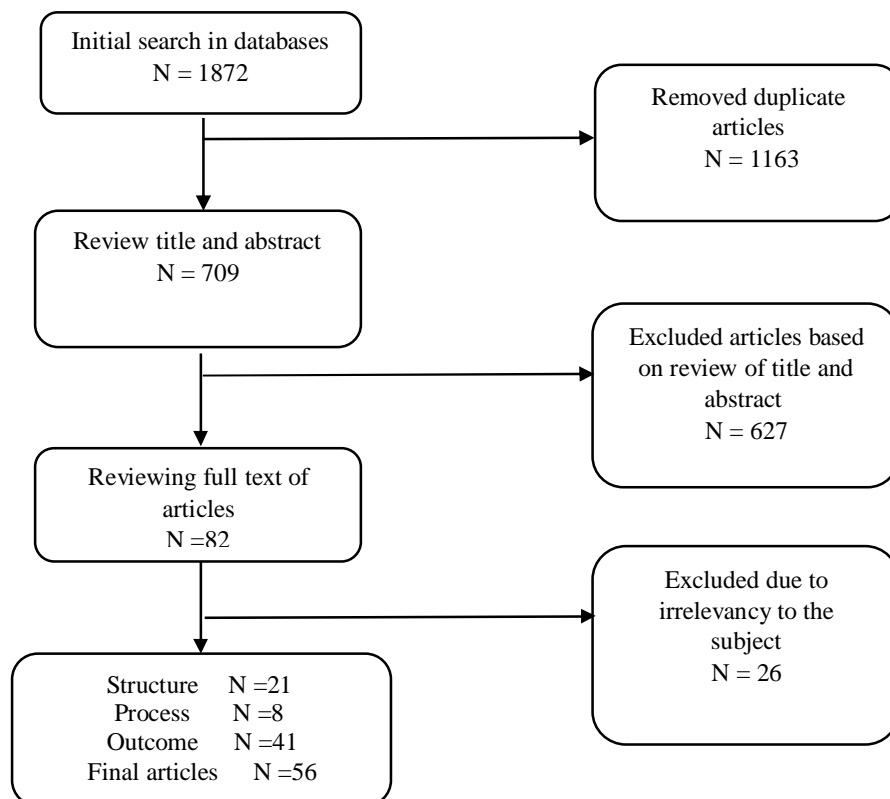 Initial search in databases
N = 1872
Removed duplicate
articles
N = 1163
Review title and abstract
N = 709
Excluded articles based
on review of title and
abstract
N = 627
Reviewing full text of
articles
N =82
Excluded due to
irrelevancy to the
subject
N = 26
Structure N =21
Process N =8
Outcome N =41
Final articles N =56